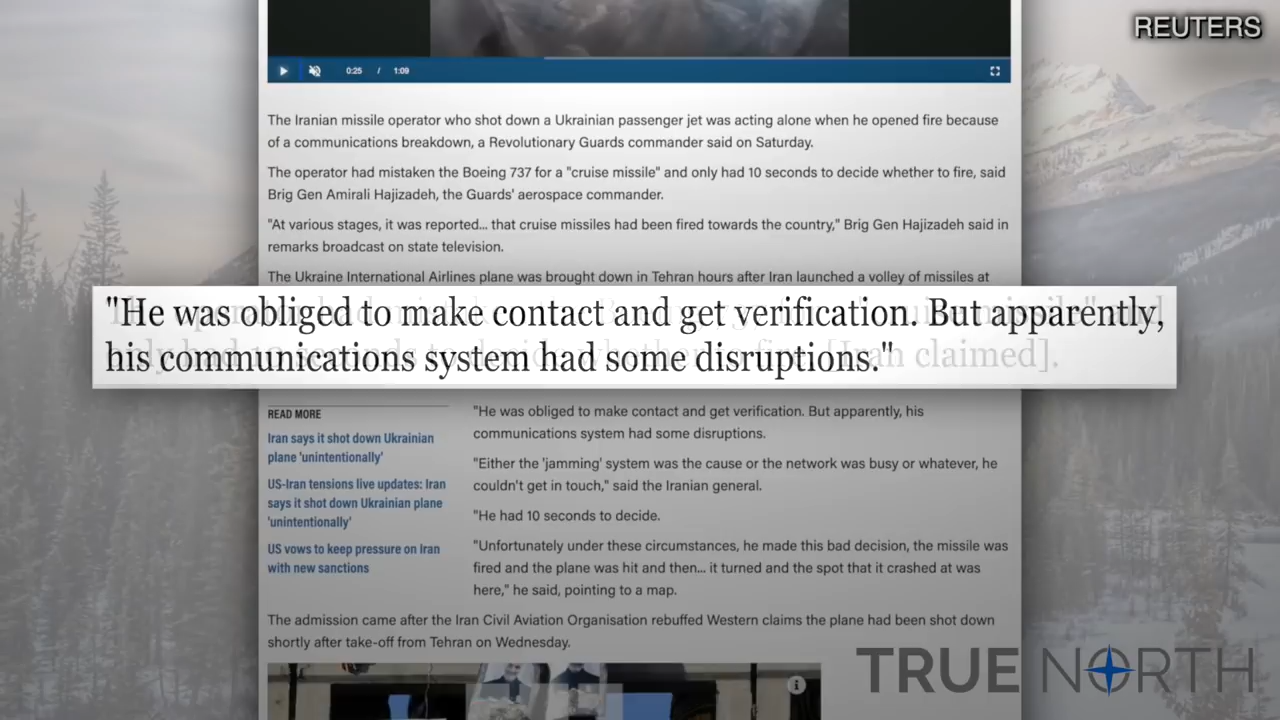 REUTERS
0:25 / 1:09
The Iranian missile operator who shot down a Ukrainian passenger jet was acting alone when he opened fire because
of a communications breakdown, a Revolutionary Guards commander said on Saturday.
The operator had mistaken the Boeing 737 for a "cruise missile" and only had 10 seconds to decide whether to fire, said
Brig Gen Amirali Hajizadeh, the Guards' aerospace commander.
"At various stages, it was reported... that cruise missiles had been fired towards the country," Brig Gen Hajizadeh said in
remarks broadcast on state television.
The Ukraine International Airlines plane was brought down in Tehran hours after Iran launched a volley of missiles at
"He was obliged to make contact and get verification. But apparently,
his communications system had some disruptions."
[Iran claimed].
READ MORE
Iran says it shot down Ukrainian
plane 'unintentionally'
US-Iran tensions live updates: Iran
says it shot down Ukrainian plane
'unintentionally'
US vows to keep pressure on Iran
with new sanctions
"He was obliged to make contact and get verification. But apparently, his
communications system had some disruptions.
"Either the 'jamming' system was the cause or the network was busy or whatever, he
couldn't get in touch," said the Iranian general.
"He had 10 seconds to decide.
"Unfortunately under these circumstances, he made this bad decision, the missile was
fired and the plane was hit and then... it turned and the spot that it crashed at was
here," he said, pointing to a map.
The admission came after the Iran Civil Aviation Organisation rebuffed Western claims the plane had been shot down
shortly after take-off from Tehran on Wednesday.
TRUE NORTH